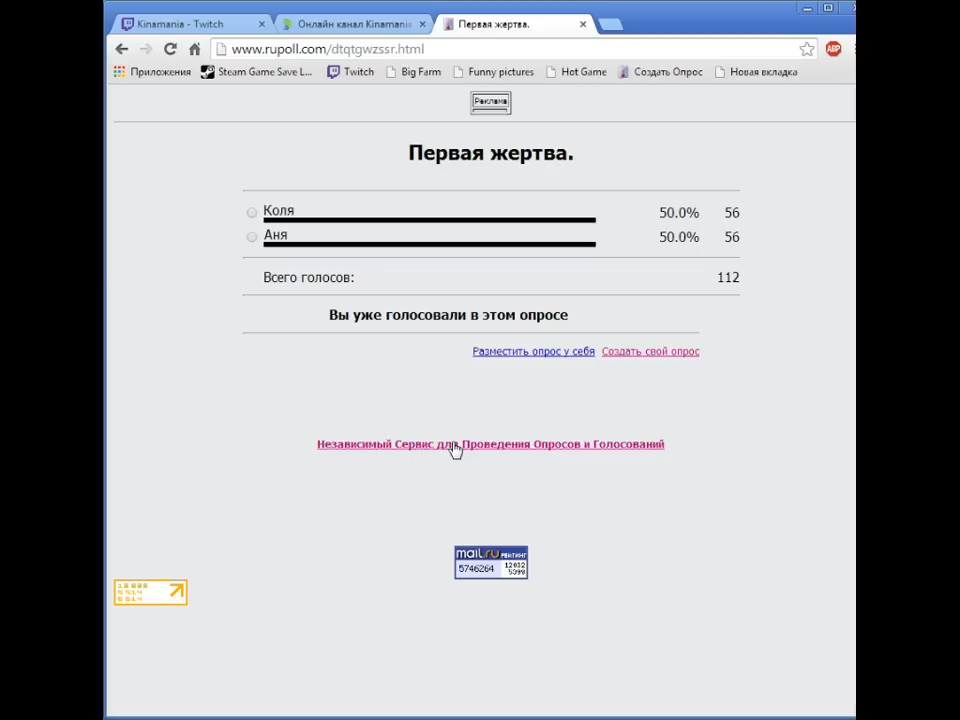 Kinamania - Twitch
Онлайн канал Kinamania
Первая жертва.
www.rupoll.com/dtqtgwzssr.html
ABP
Приложения
Steam Game Save L...
Twitch
Big Farm
Funny pictures
Hot Game
Создать Опрос
Новая вкладка
Реклама
Первая жертва.
Коля 50.0% 56
Аня 50.0% 56
Всего голосов: 112
Вы уже голосовали в этом опросе
Разместить опрос у себя Создать свой опрос
Независимый Сервис для Проведения Опросов и Голосований
mail.ru РЕЙТИНГ
5746264